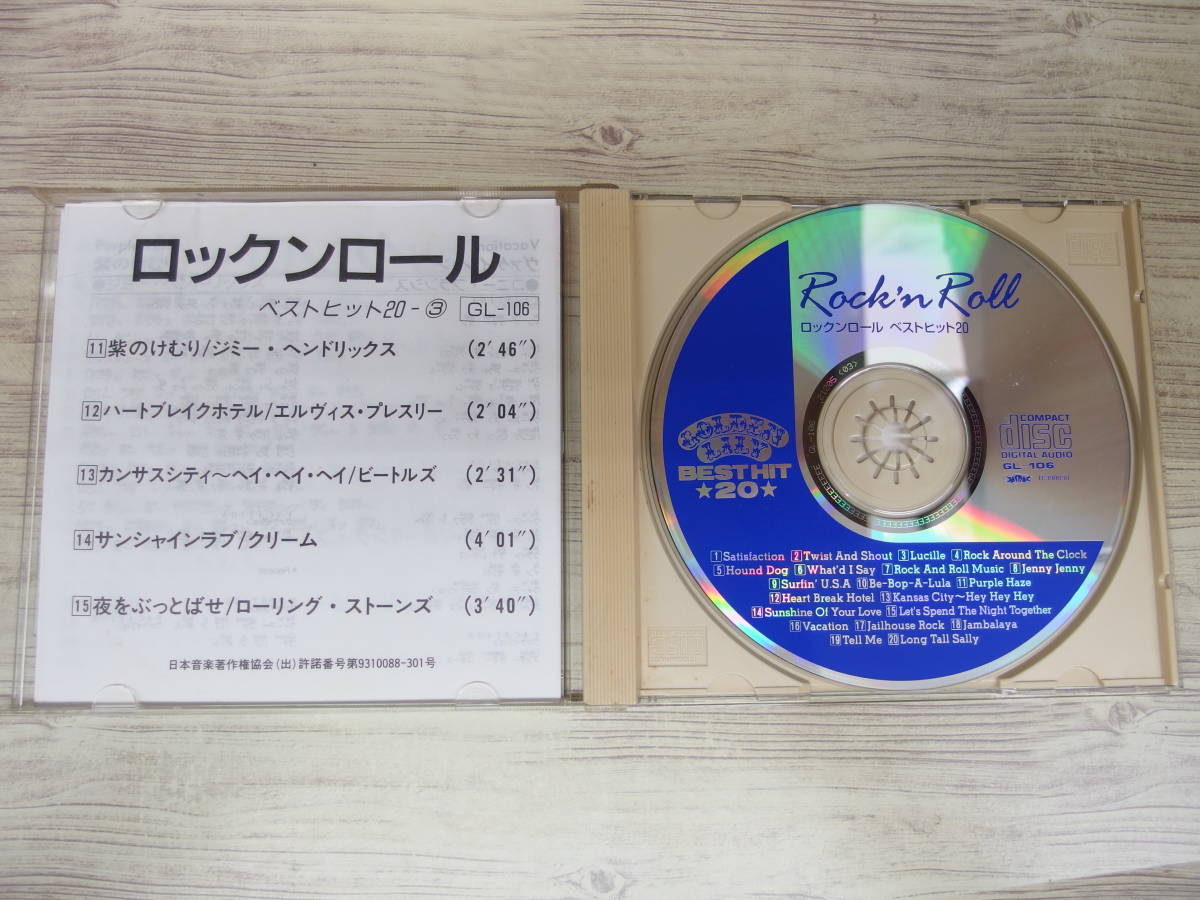 ロックンロール
ベストヒット20-③ GL-106
11 紫のけむり/ジミー・ヘンドリックス (2′46″)
12 ハートブレイクホテル/エルヴィス・プレスリー (2′04″)
13 カンサスシティ〜ヘイ・ヘイ・ヘイ/ビートルズ (2′31″)
14 サンシャインラブ/クリーム (4′01″)
15 夜をぶっとばせ/ローリング・ストーンズ (3′40″)
日本音楽著作権協会(出)許諾番号第9310088-301号
Rock'n Roll
ロックンロール ベストヒット20
GOLDEN
LILY
BEST HIT
★20★
COMPACT
disc
DIGITAL AUDIO
GL-106
1 Satisfaction 2 Twist And Shout 3 Lucille 4 Rock Around The Clock
5 Hound Dog 6 What'd I Say 7 Rock And Roll Music 8 Jenny Jenny
9 Surfin' U.S.A 10 Be-Bop-A-Lula 11 Purple Haze
12 Heart Break Hotel 13 Kansas City〜Hey Hey Hey
14 Sunshine Of Your Love 15 Let's Spend The Night Together
16 Vacation 17 Jailhouse Rock 18 Jambalaya
19 Tell Me 20 Long Tall Sally